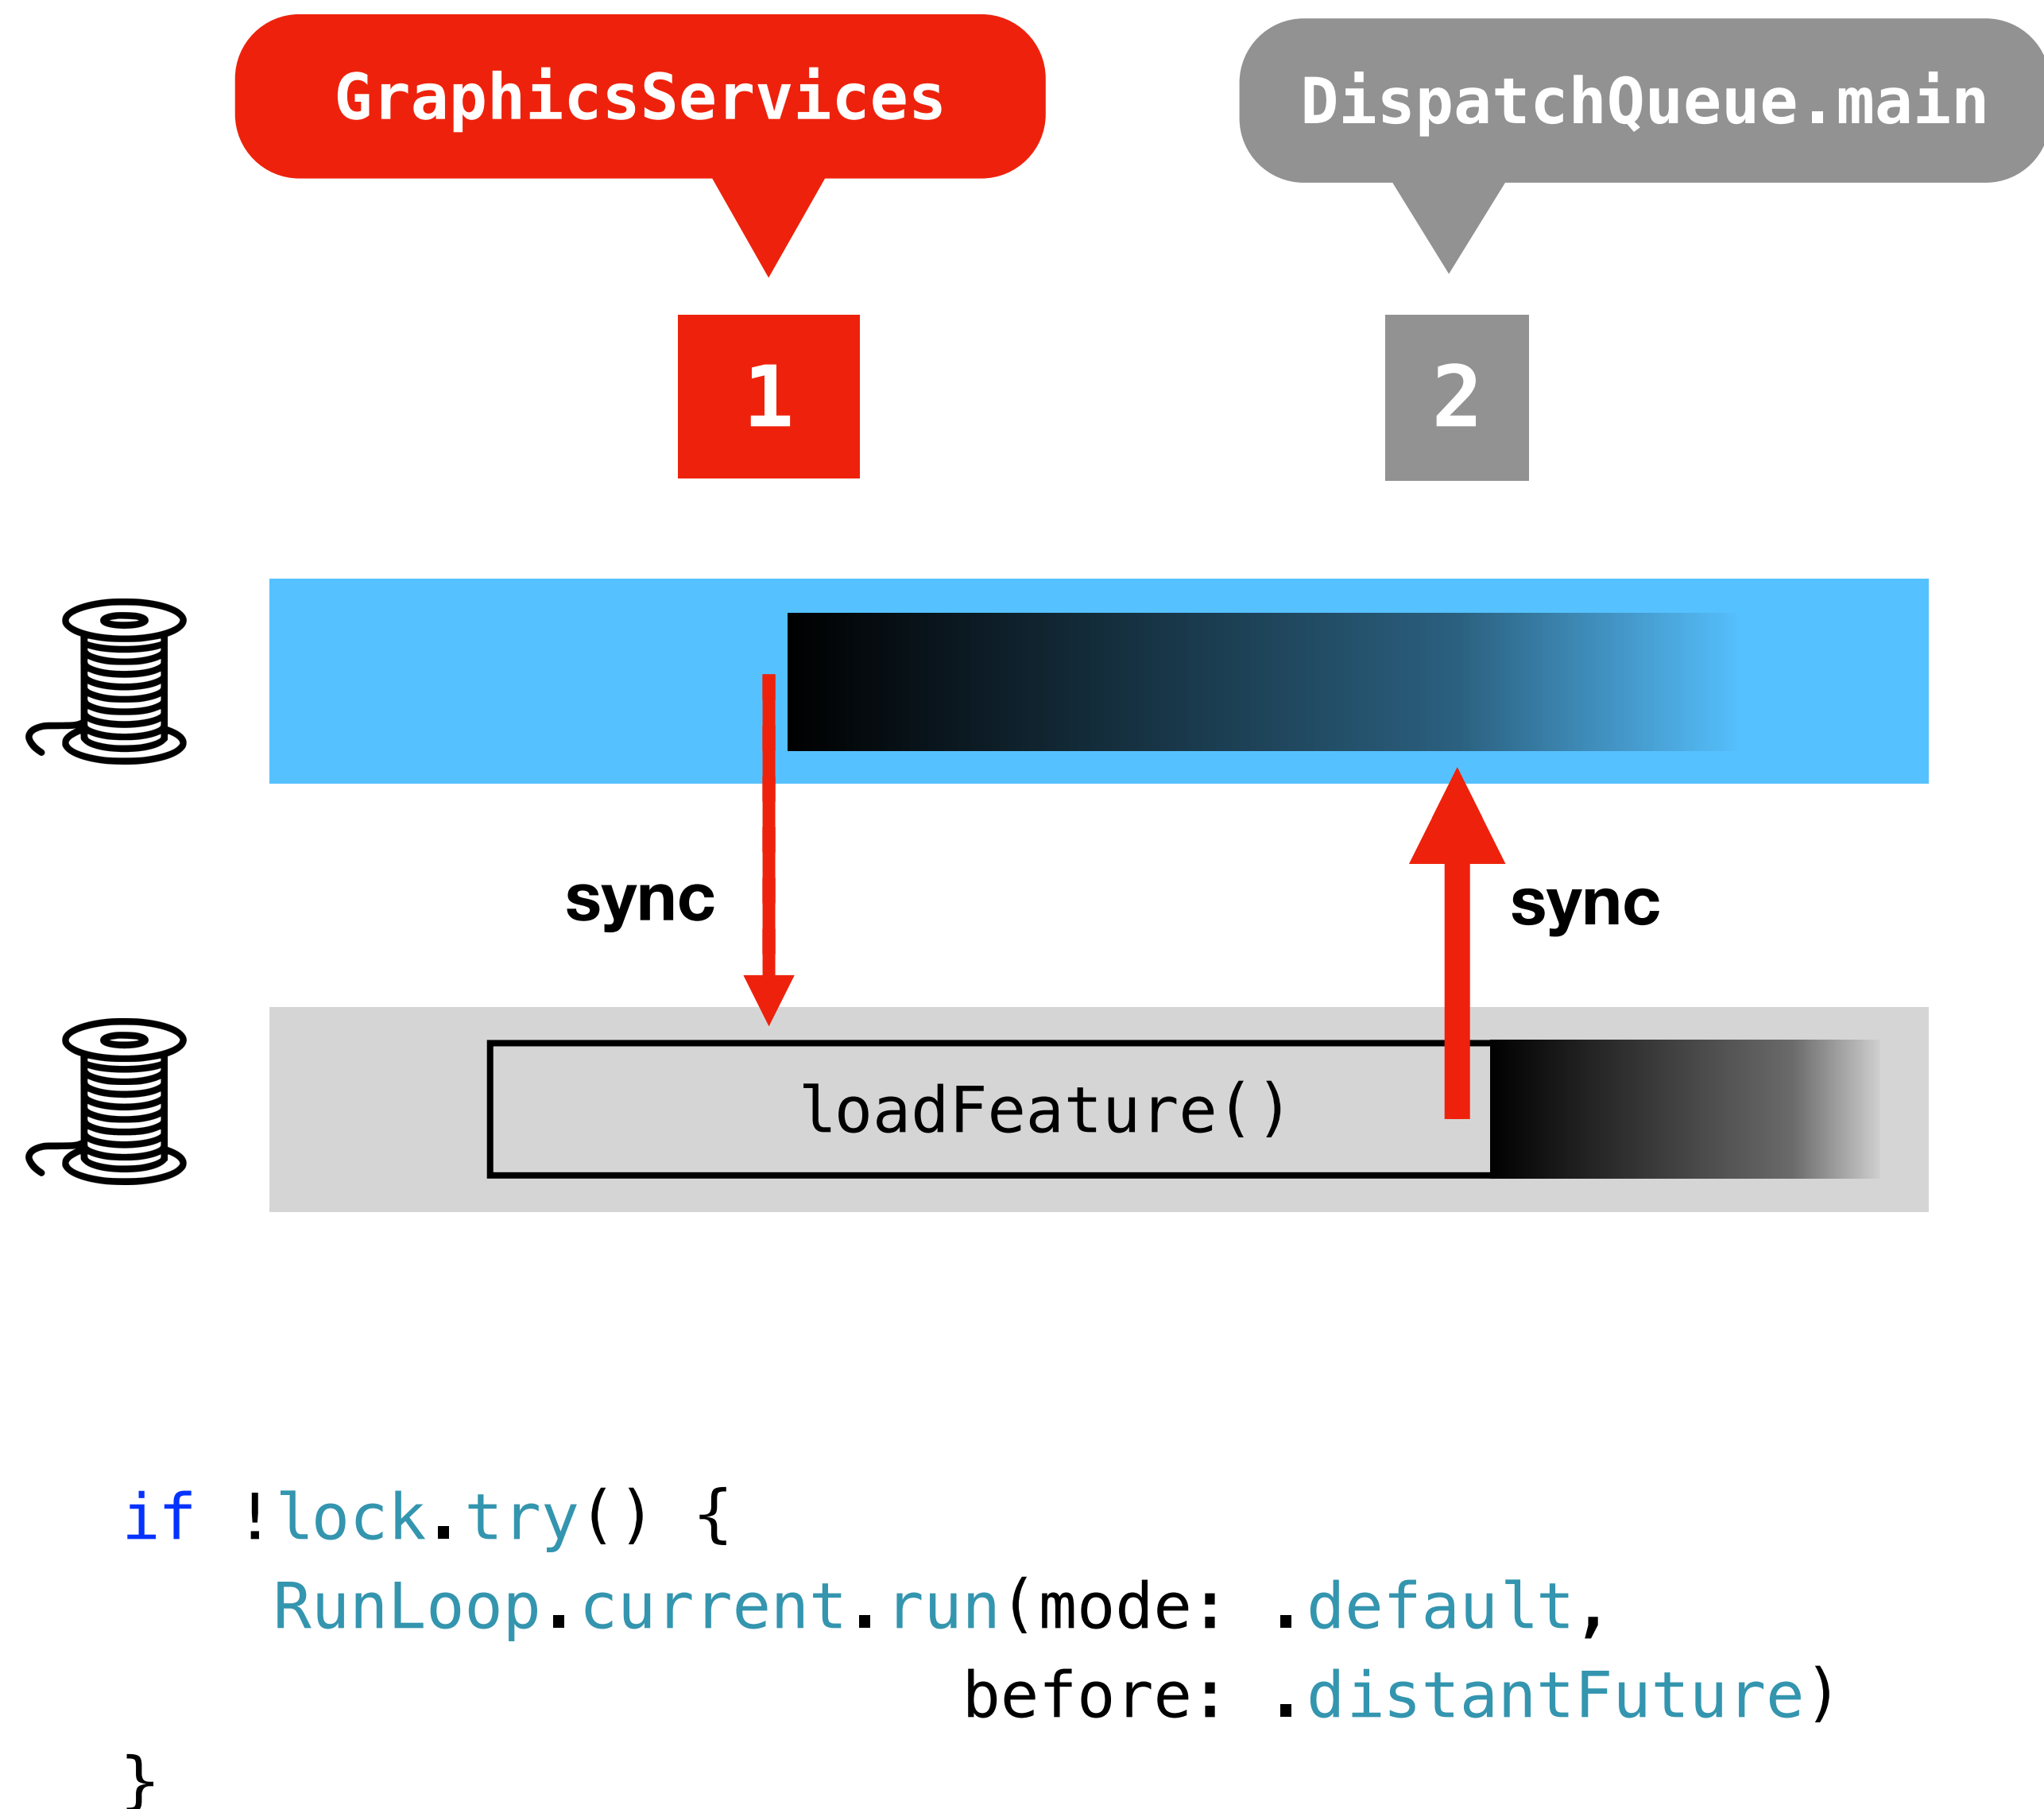 GraphicsServices
DispatchQueue.main
1
2
sync
sync
loadFeature()
if !lock.try() {
    RunLoop.current.run(mode: .default,
                      before: .distantFuture)
}